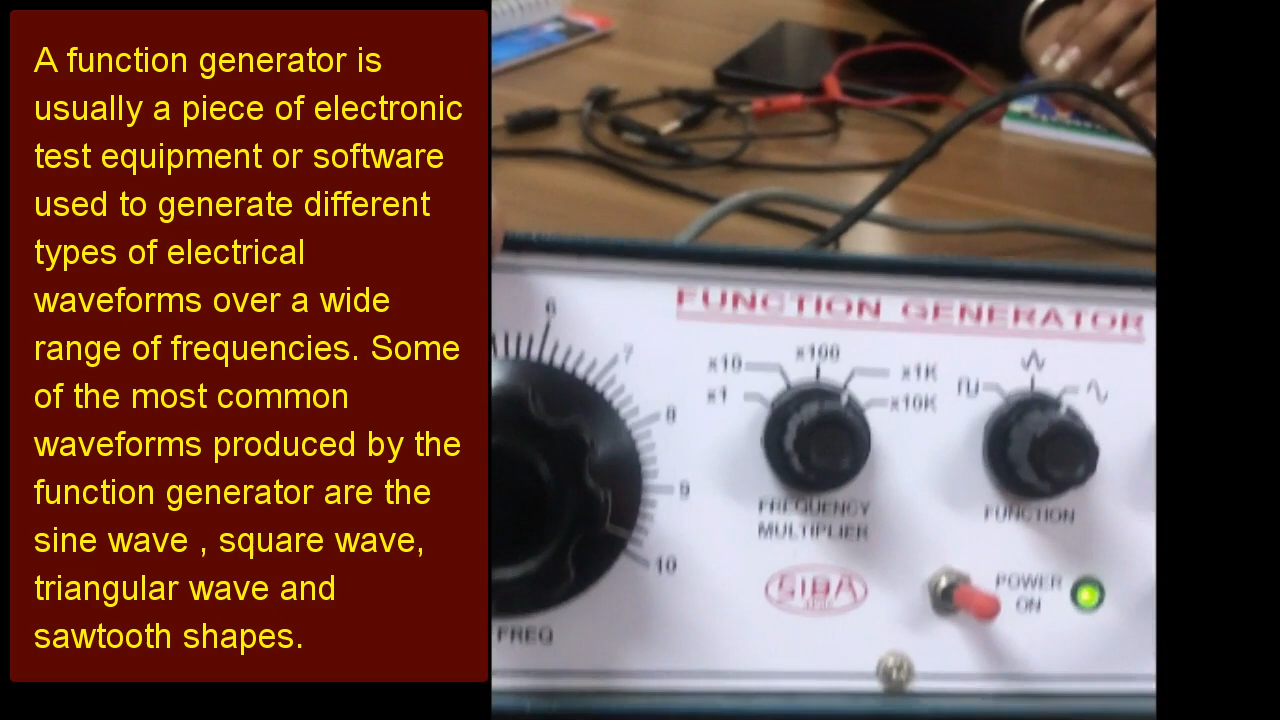 A function generator is
usually a piece of electronic
test equipment or software
used to generate different
types of electrical
waveforms over a wide
range of frequencies. Some
of the most common
waveforms produced by the
function generator are the
sine wave , square wave,
triangular wave and
sawtooth shapes.
FUNCTION GENERATOR
6
7
8
9
10
FREQ
x1
x10
x100
x1K
x10K
FREQUENCY
MULTIPLIER
FUNCTION
SIBA
POWER
ON